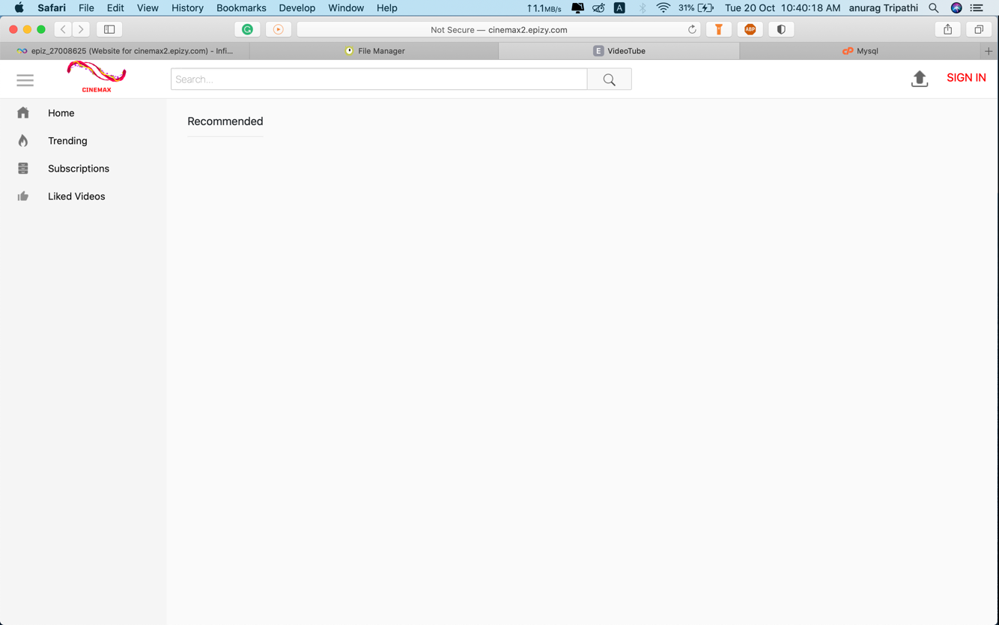 Safari File Edit View History Bookmarks Develop Window Help ↑1.1MB/s A 31% Tue 20 Oct 10:40:18 AM anurag Tripathi
G Not Secure — cinemax2.epizy.com ABP
epiz_27008625 (Website for cinemax2.epizy.com) - Infi... File Manager E VideoTube cP Mysql
CINEMAX
Search...
SIGN IN
Home
Trending
Subscriptions
Liked Videos
Recommended